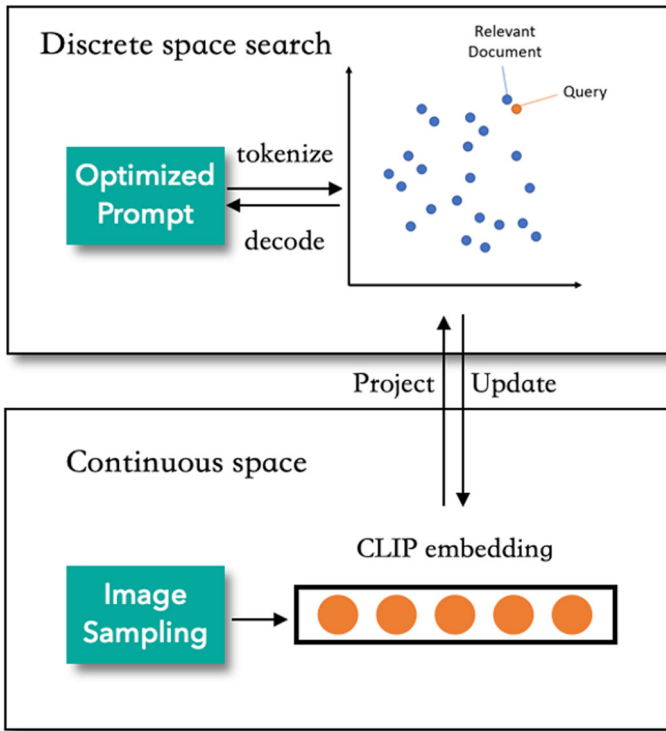 Discrete space search
Relevant
Document
Query
Optimized
Prompt
tokenize
decode
Project
Update
Continuous space
CLIP embedding
Image
Sampling